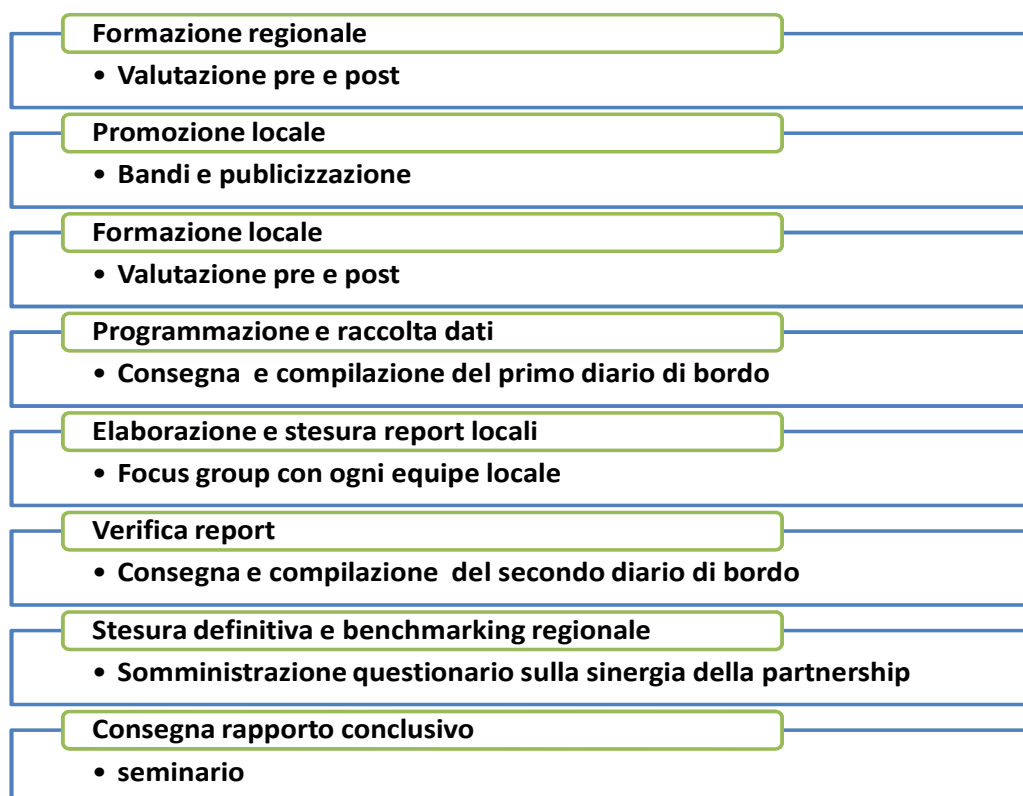 Formazione regionale
• Valutazione pre e post
Promozione locale
• Bandi e publicizzazione
Formazione locale
• Valutazione pre e post
Programmazione e raccolta dati
• Consegna e compilazione del primo diario di bordo
Elaborazione e stesura report locali
• Focus group con ogni equipe locale
Verifica report
• Consegna e compilazione del secondo diario di bordo
Stesura definitiva e benchmarking regionale
• Somministrazione questionario sulla sinergia della partnership
Consegna rapporto conclusivo
• seminario